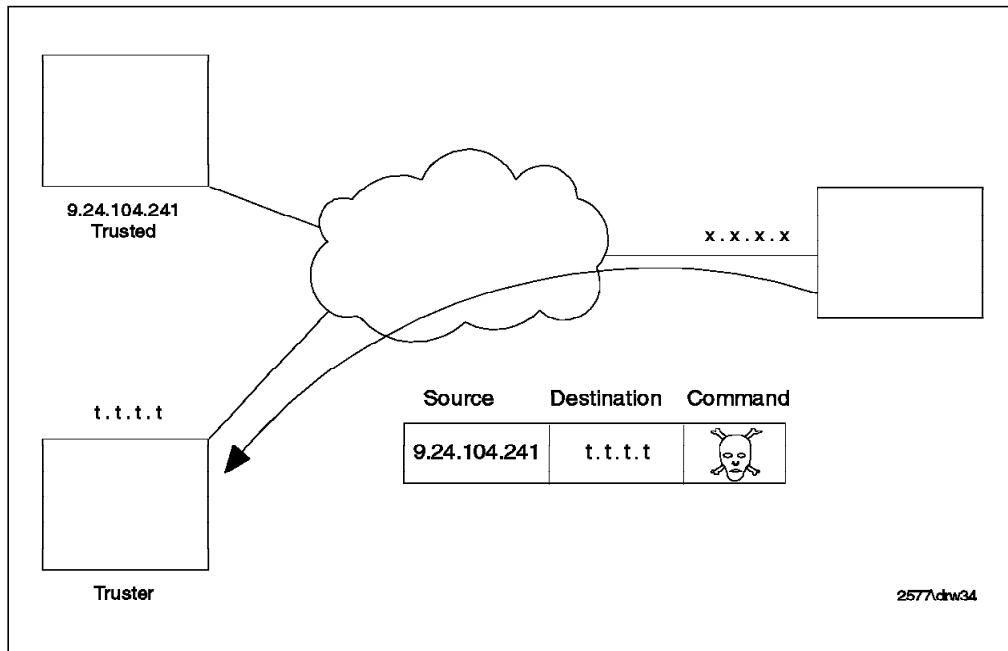 9.24.104.241
Trusted
x . x . x . x
t . t . t . t
Source Destination Command
9.24.104.241 t . t . t . t
Truster
2577\drw34